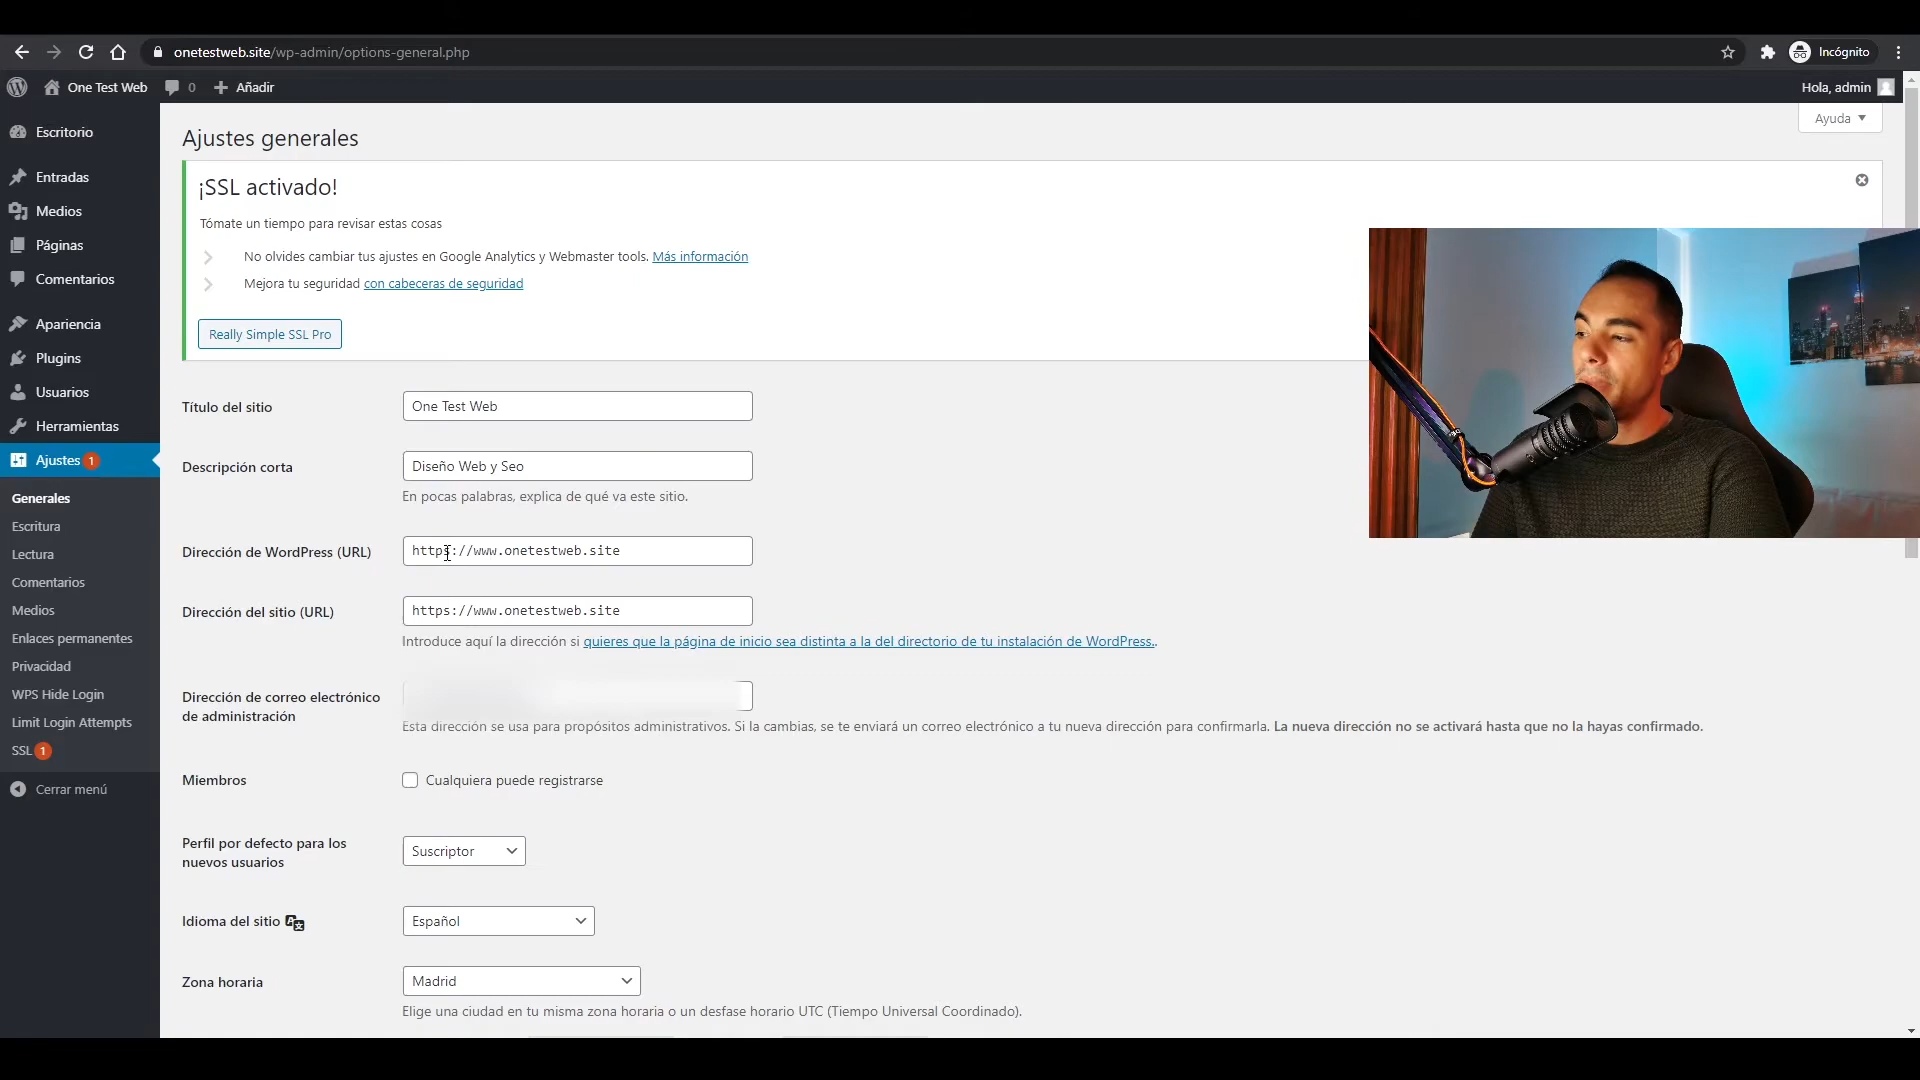 onetestweb.site/wp-admin/options-general.php
Incógnito
One Test Web
0
Añadir
Hola, admin
Escritorio
Entradas
Medios
Páginas
Comentarios
Apariencia
Plugins
Usuarios
Herramientas
Ajustes 1
Generales
Escritura
Lectura
Comentarios
Medios
Enlaces permanentes
Privacidad
WPS Hide Login
Limit Login Attempts
SSL 1
Cerrar menú
Ayuda
Ajustes generales
¡SSL activado!
Tómate un tiempo para revisar estas cosas
No olvides cambiar tus ajustes en Google Analytics y Webmaster tools. Más información
Mejora tu seguridad con cabeceras de seguridad
Really Simple SSL Pro
Título del sitio
One Test Web
Descripción corta
Diseño Web y Seo
En pocas palabras, explica de qué va este sitio.
Dirección de WordPress (URL)
https://www.onetestweb.site
Dirección del sitio (URL)
https://www.onetestweb.site
Introduce aquí la dirección si quieres que la página de inicio sea distinta a la del directorio de tu instalación de WordPress..
Dirección de correo electrónico
de administración
Esta dirección se usa para propósitos administrativos. Si la cambias, se te enviará un correo electrónico a tu nueva dirección para confirmarla. La nueva dirección no se activará hasta que no la hayas confirmado.
Miembros
Cualquiera puede registrarse
Perfil por defecto para los
nuevos usuarios
Suscriptor
Idioma del sitio
Español
Zona horaria
Madrid
Elige una ciudad en tu misma zona horaria o un desfase horario UTC (Tiempo Universal Coordinado).